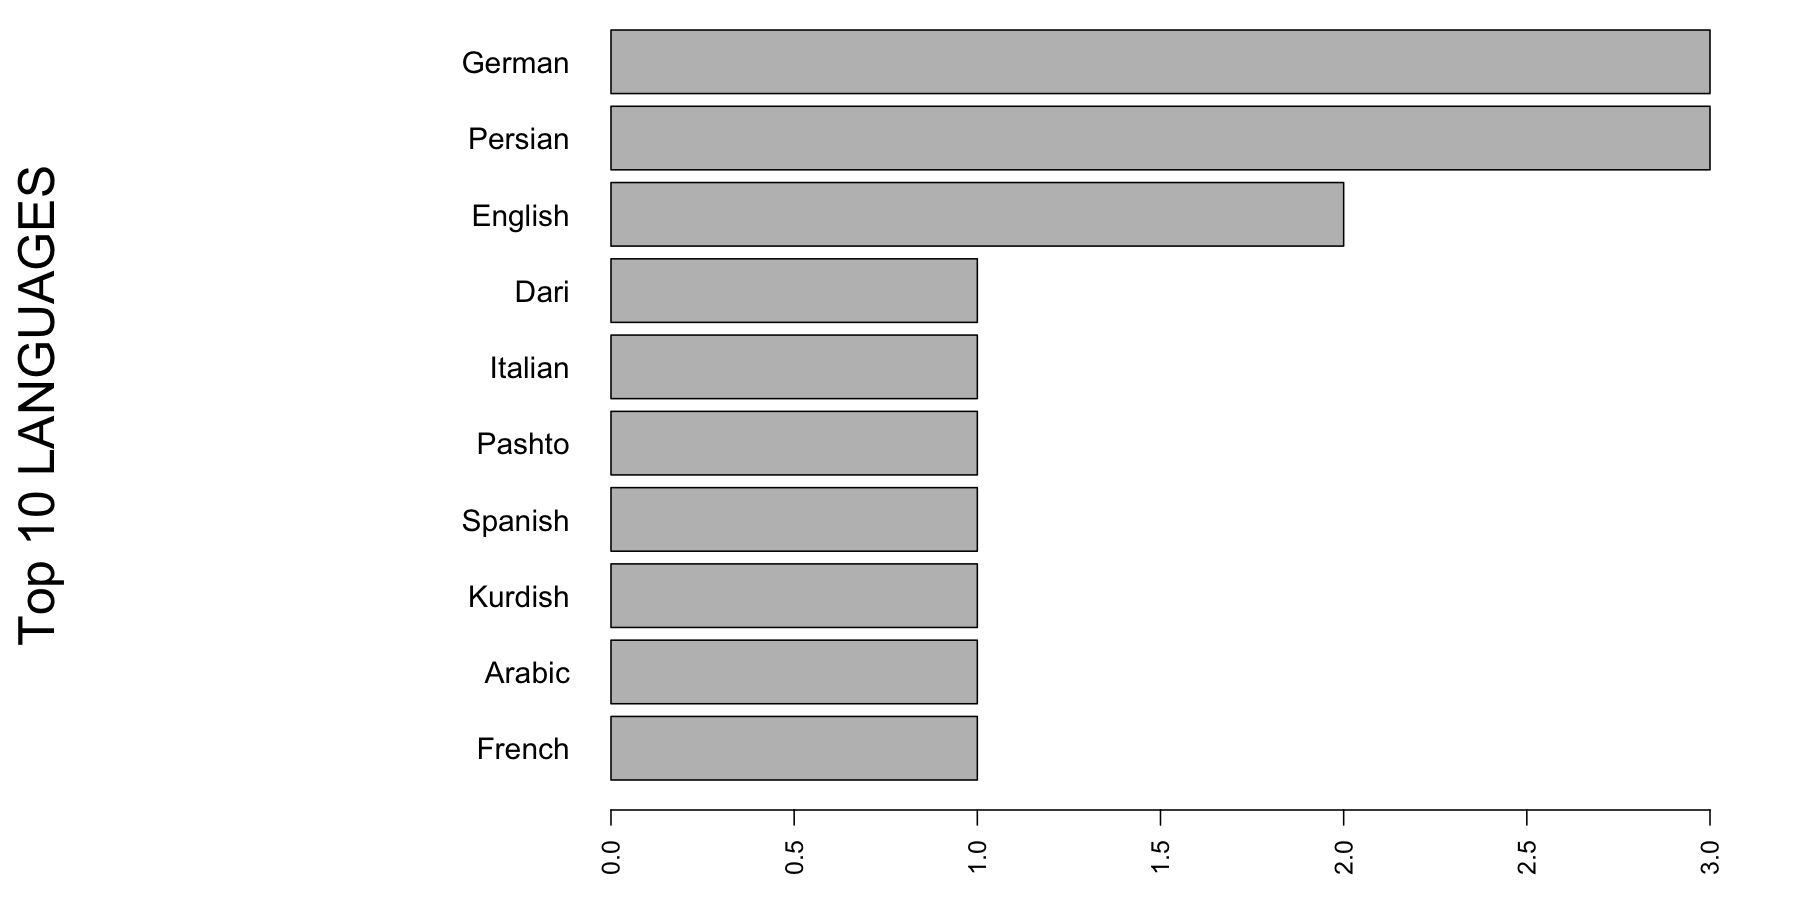 Top 10 LANGUAGES
German
Persian
English
Dari
Italian
Pashto
Spanish
Kurdish
Arabic
French
0.0
0.5
1.0
1.5
2.0
2.5
3.0